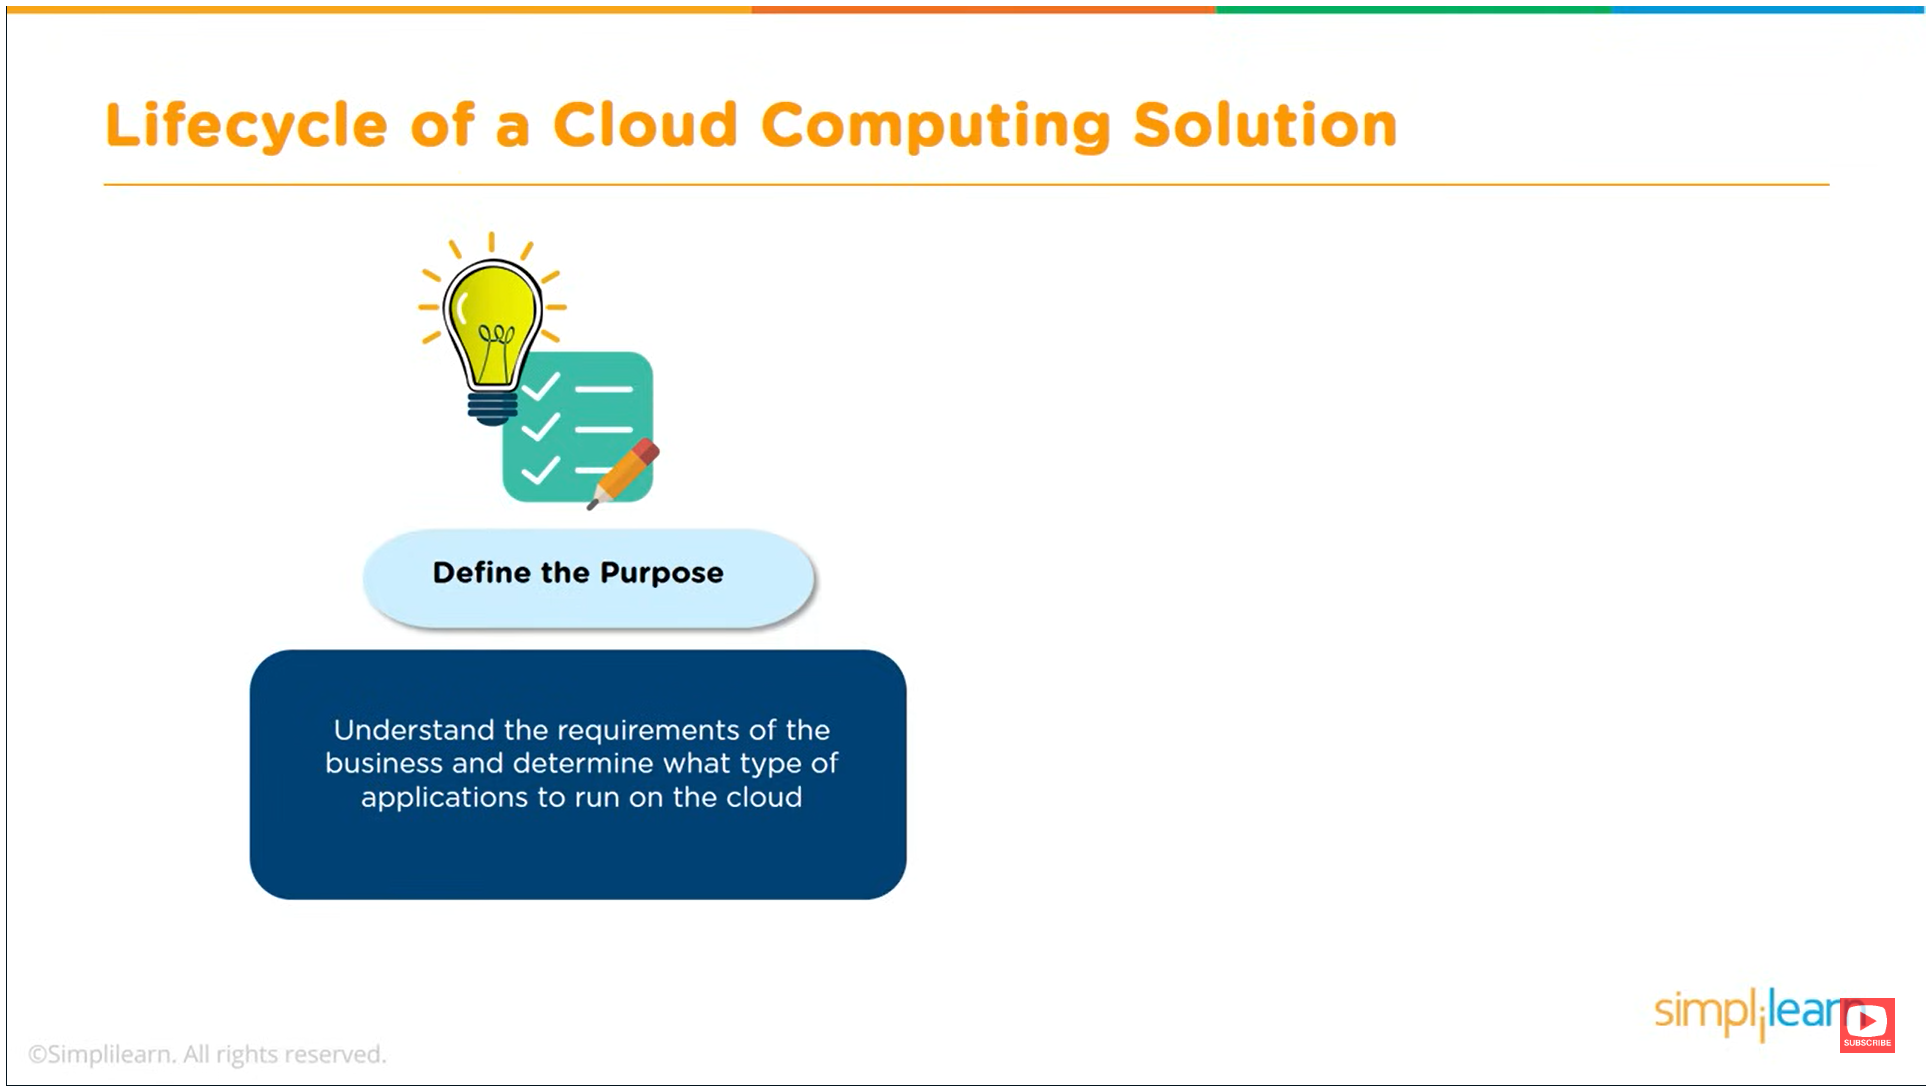 Lifecycle of a Cloud Computing Solution
Define the Purpose
Understand the requirements of the
business and determine what type of
applications to run on the cloud
simplilearn
SUBSCRIBE
©Simplilearn. All rights reserved.